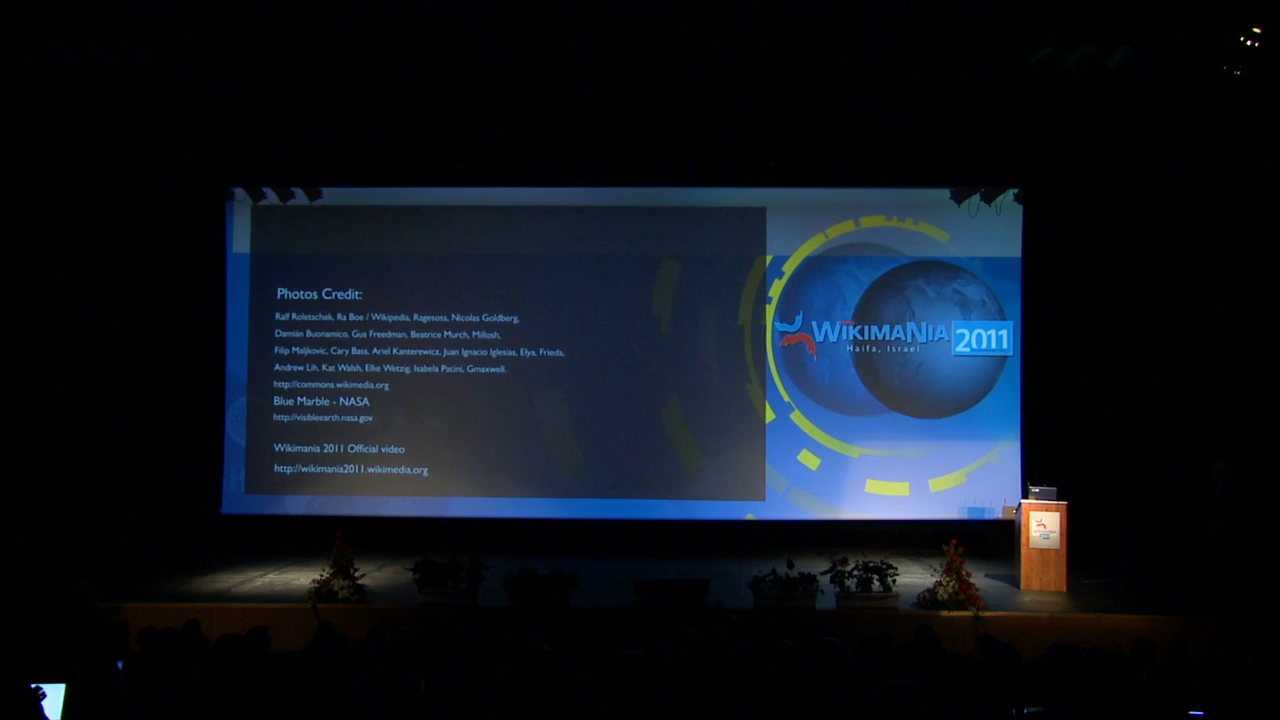 Photos Credit:
Ralf Roletschek, Ra Boe / Wikipedia, Ragesoss, Nicolas Goldberg,
Damián Buonamico, Gus Freedman, Beatrice Murch, Millosh,
Filip Maljkovic, Cary Bass, Ariel Kanterewicz, Juan Ignacio Iglesias, Elya, Frieda,
Andrew Lih, Kat Walsh, Elke Wetzig, Isabela Pacini, Gmaxwell.
http://commons.wikimedia.org
Blue Marble - NASA
http://visibleearth.nasa.gov
Wikimania 2011 Official video
http://wikimania2011.wikimedia.org
WIKIMANIA 2011
Haifa, Israel